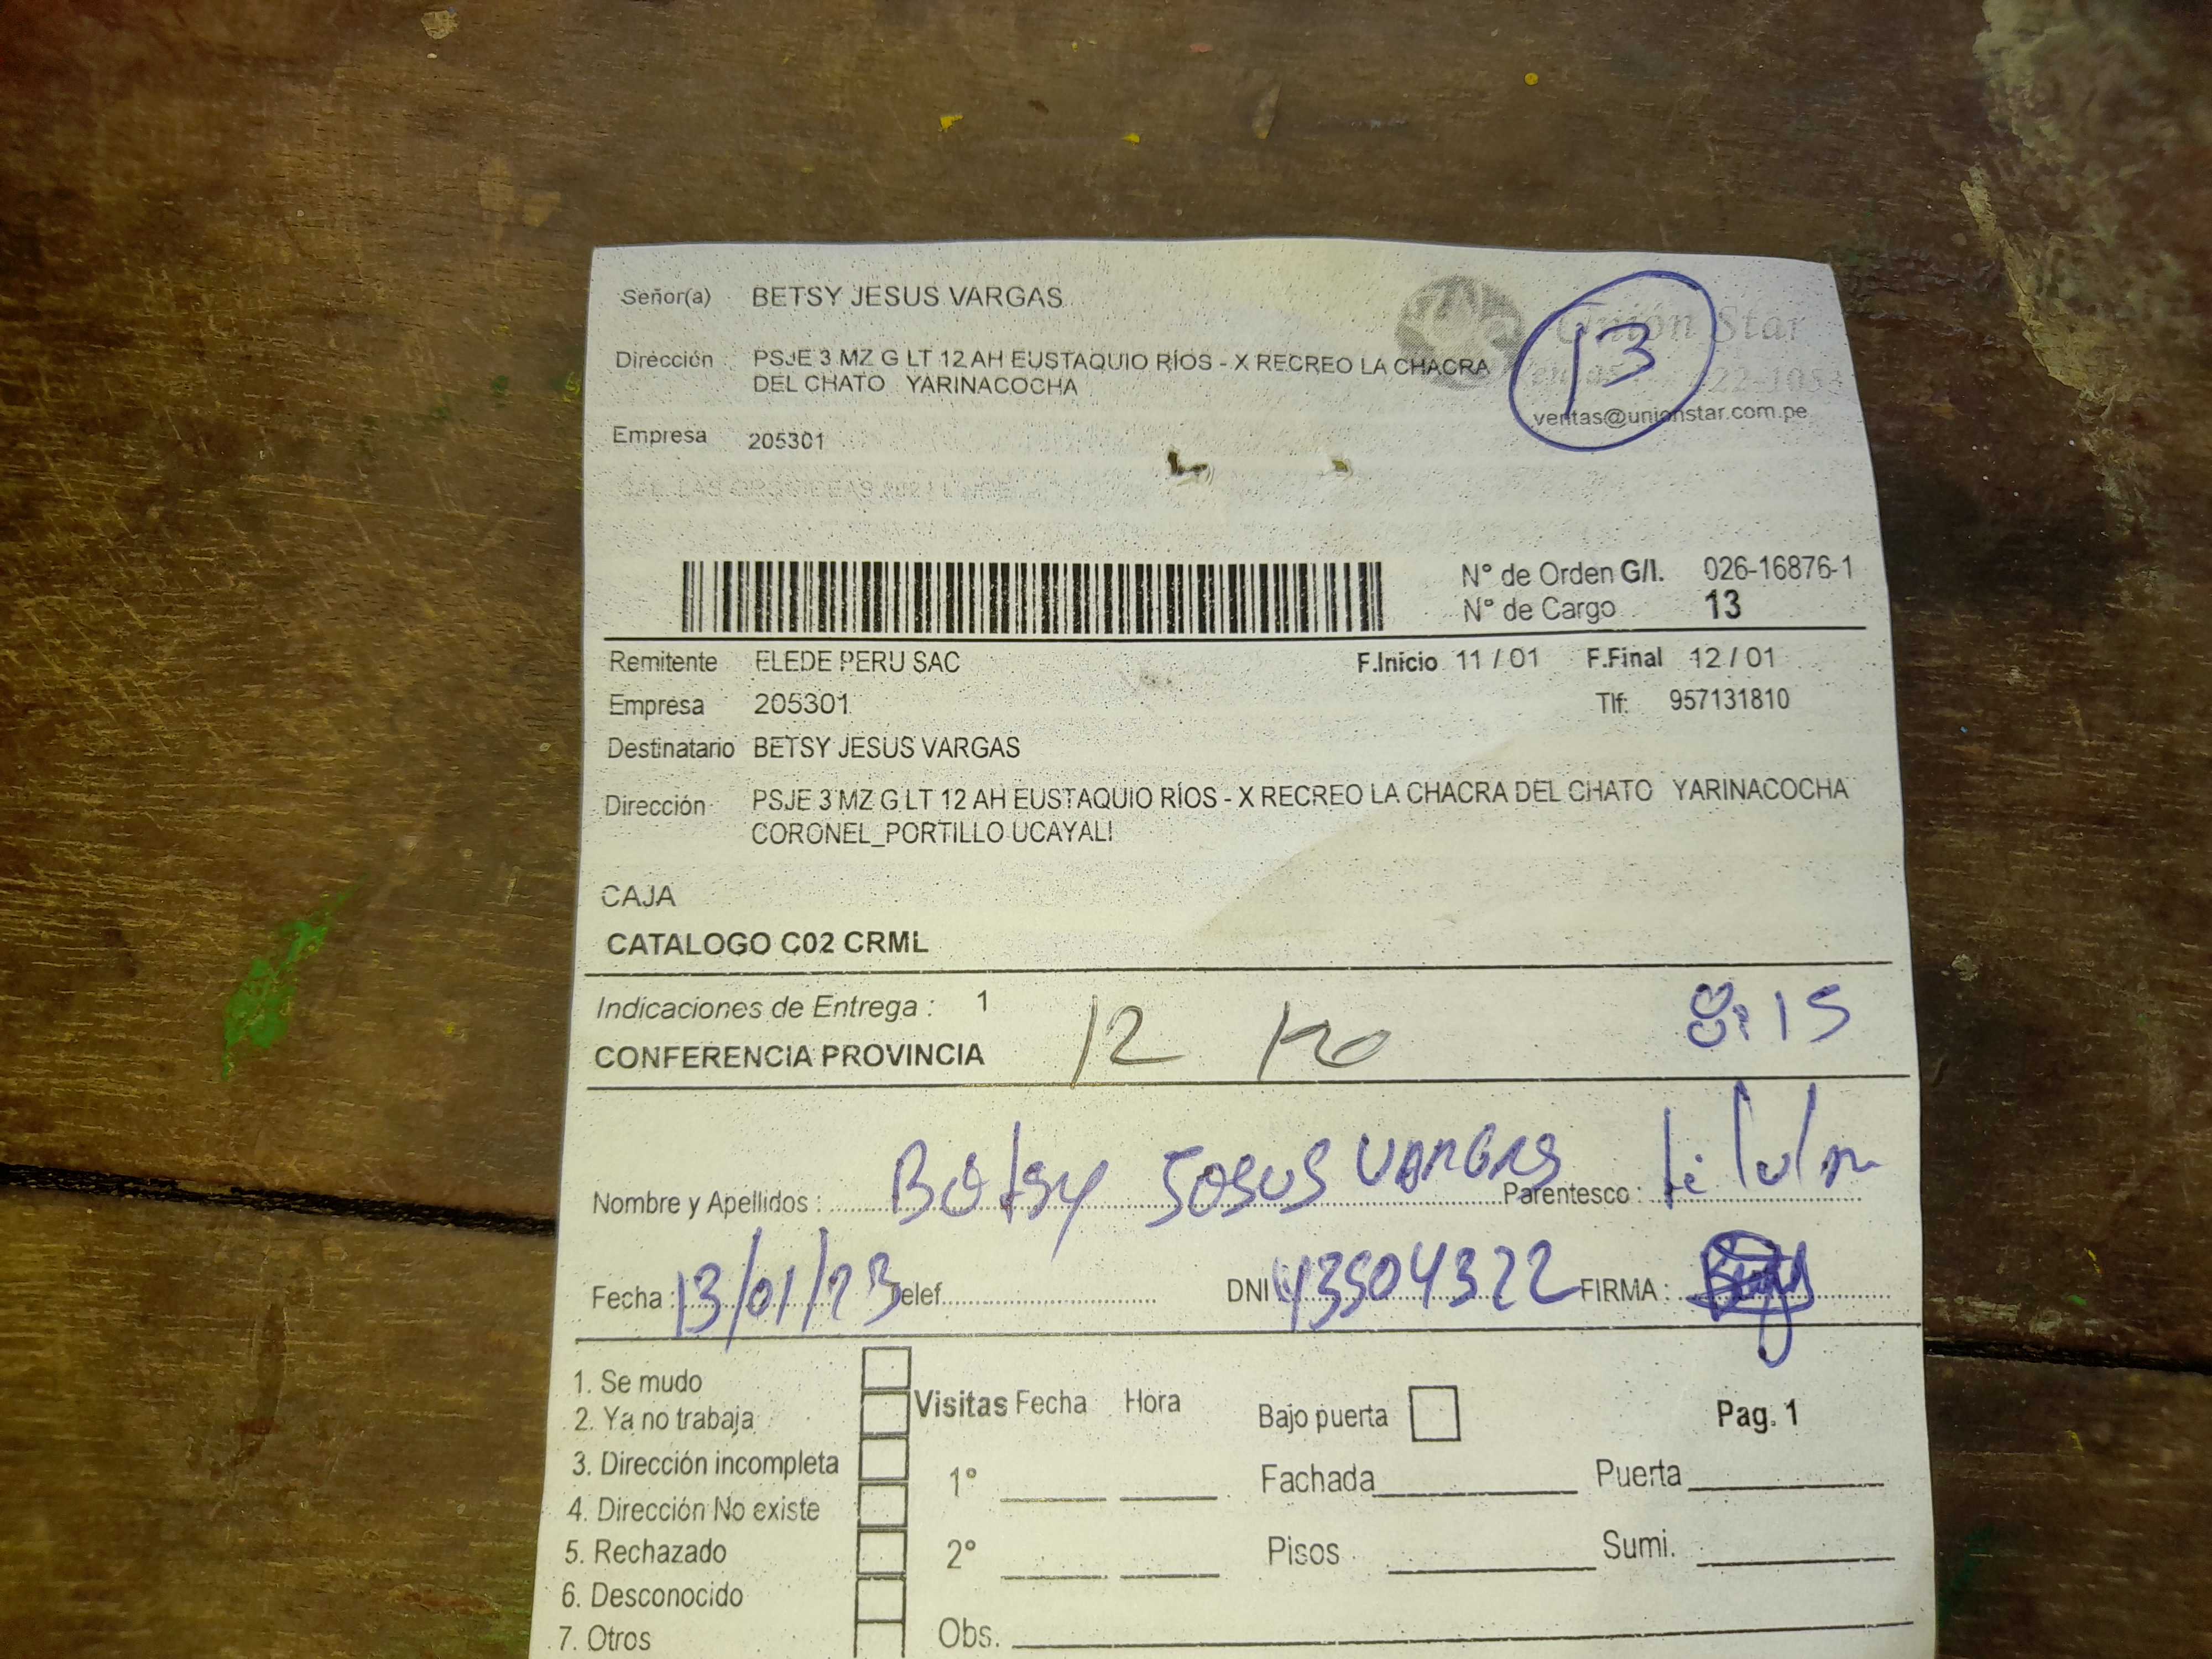 Señor(a) BETSY JESUS VARGAS
Unión Star
13
Dirección PSJE 3 MZ G LT 12 AH EUSTAQUIO RÍOS - X RECREO LA CHACRA
DEL CHATO YARINACOCHA
ventas@unionstar.com.pe
Empresa 205301
N° de Orden G/I. 026-16876-1
N° de Cargo 13
Remitente ELEDE PERU SAC F.Inicio 11 / 01 F.Final 12 / 01
Empresa 205301 Tlf: 957131810
Destinatario BETSY JESUS VARGAS
Dirección PSJE 3 MZ G LT 12 AH EUSTAQUIO RÍOS - X RECREO LA CHACRA DEL CHATO YARINACOCHA
CORONEL_PORTILLO UCAYALI
CAJA
CATALOGO C02 CRML
Indicaciones de Entrega : 1 8:15
CONFERENCIA PROVINCIA 12
Nombre y Apellidos : Betsy Jesus VARGAS Parentesco : titular
Fecha : 13/01/23 Telef. DNI 43504322 FIRMA :
1. Se mudo
2. Ya no trabaja
3. Dirección incompleta
4. Dirección No existe
5. Rechazado
6. Desconocido
7. Otros
Visitas Fecha Hora Bajo puerta Pag. 1
1° Fachada Puerta
2° Pisos Sumi.
Obs.